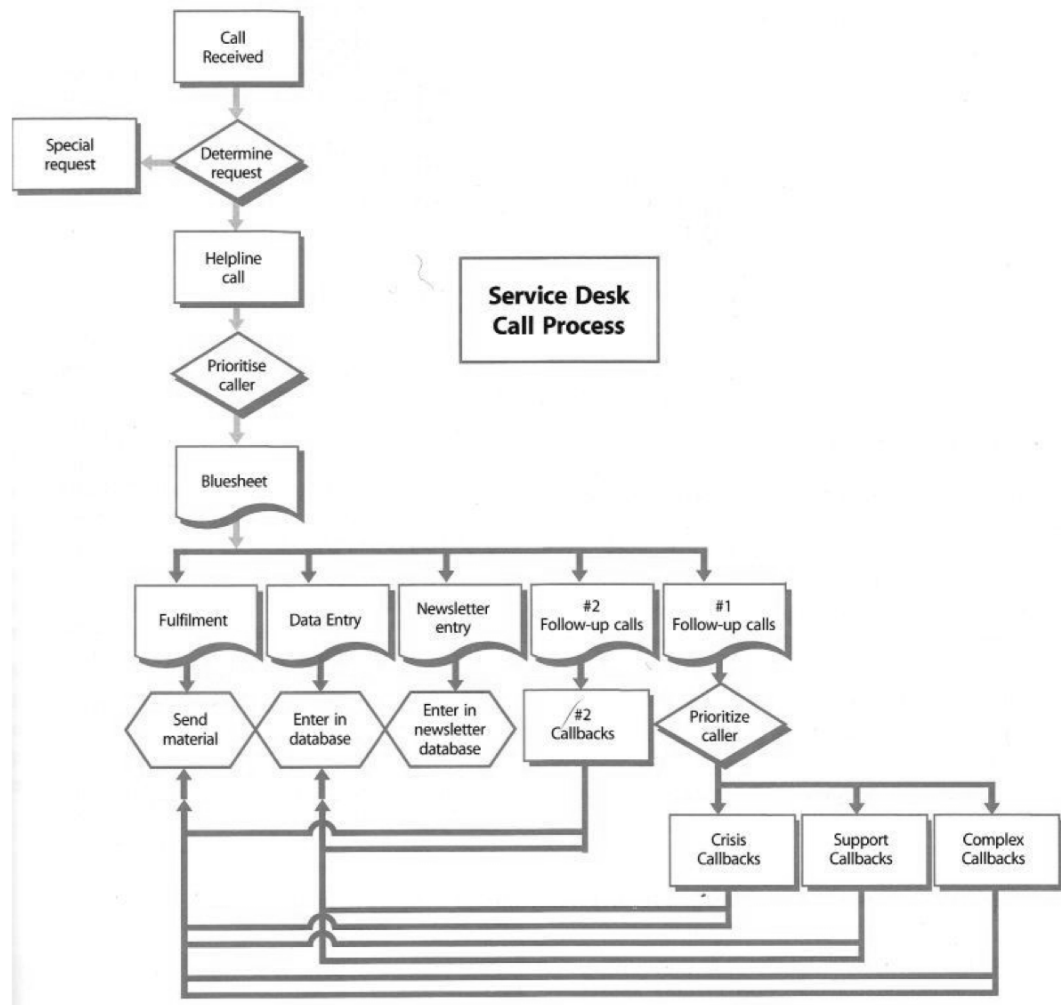 Call
Received
Special
request
Determine
request
Helpline
call
Service Desk
Call Process
Prioritise
caller
Bluesheet
Fulfilment
Data Entry
Newsletter
entry
#2
Follow-up calls
#1
Follow-up calls
Send
material
Enter in
database
Enter in
newsletter
database
#2
Callbacks
Prioritize
caller
Crisis
Callbacks
Support
Callbacks
Complex
Callbacks